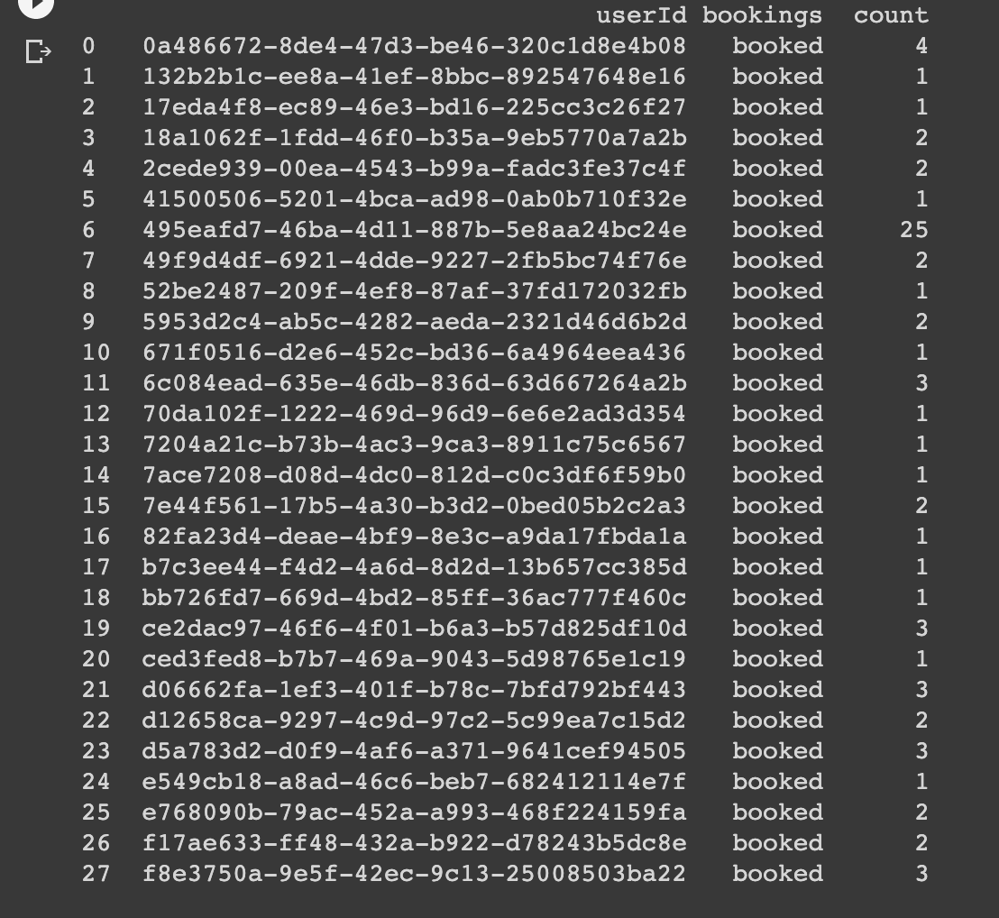 userId bookings count
0 0a486672-8de4-47d3-be46-320c1d8e4b08 booked 4
1 132b2b1c-ee8a-41ef-8bbc-892547648e16 booked 1
2 17eda4f8-ec89-46e3-bd16-225cc3c26f27 booked 1
3 18a1062f-1fdd-46f0-b35a-9eb5770a7a2b booked 2
4 2cede939-00ea-4543-b99a-fadc3fe37c4f booked 2
5 41500506-5201-4bca-ad98-0ab0b710f32e booked 1
6 495eafd7-46ba-4d11-887b-5e8aa24bc24e booked 25
7 49f9d4df-6921-4dde-9227-2fb5bc74f76e booked 2
8 52be2487-209f-4ef8-87af-37fd172032fb booked 1
9 5953d2c4-ab5c-4282-aeda-2321d46d6b2d booked 2
10 671f0516-d2e6-452c-bd36-6a4964eea436 booked 1
11 6c084ead-635e-46db-836d-63d667264a2b booked 3
12 70da102f-1222-469d-96d9-6e6e2ad3d354 booked 1
13 7204a21c-b73b-4ac3-9ca3-8911c75c6567 booked 1
14 7ace7208-d08d-4dc0-812d-c0c3df6f59b0 booked 1
15 7e44f561-17b5-4a30-b3d2-0bed05b2c2a3 booked 2
16 82fa23d4-deae-4bf9-8e3c-a9da17fbda1a booked 1
17 b7c3ee44-f4d2-4a6d-8d2d-13b657cc385d booked 1
18 bb726fd7-669d-4bd2-85ff-36ac777f460c booked 1
19 ce2dac97-46f6-4f01-b6a3-b57d825df10d booked 3
20 ced3fed8-b7b7-469a-9043-5d98765e1c19 booked 1
21 d06662fa-1ef3-401f-b78c-7bfd792bf443 booked 3
22 d12658ca-9297-4c9d-97c2-5c99ea7c15d2 booked 2
23 d5a783d2-d0f9-4af6-a371-9641cef94505 booked 3
24 e549cb18-a8ad-46c6-beb7-682412114e7f booked 1
25 e768090b-79ac-452a-a993-468f224159fa booked 2
26 f17ae633-ff48-432a-b922-d78243b5dc8e booked 2
27 f8e3750a-9e5f-42ec-9c13-25008503ba22 booked 3